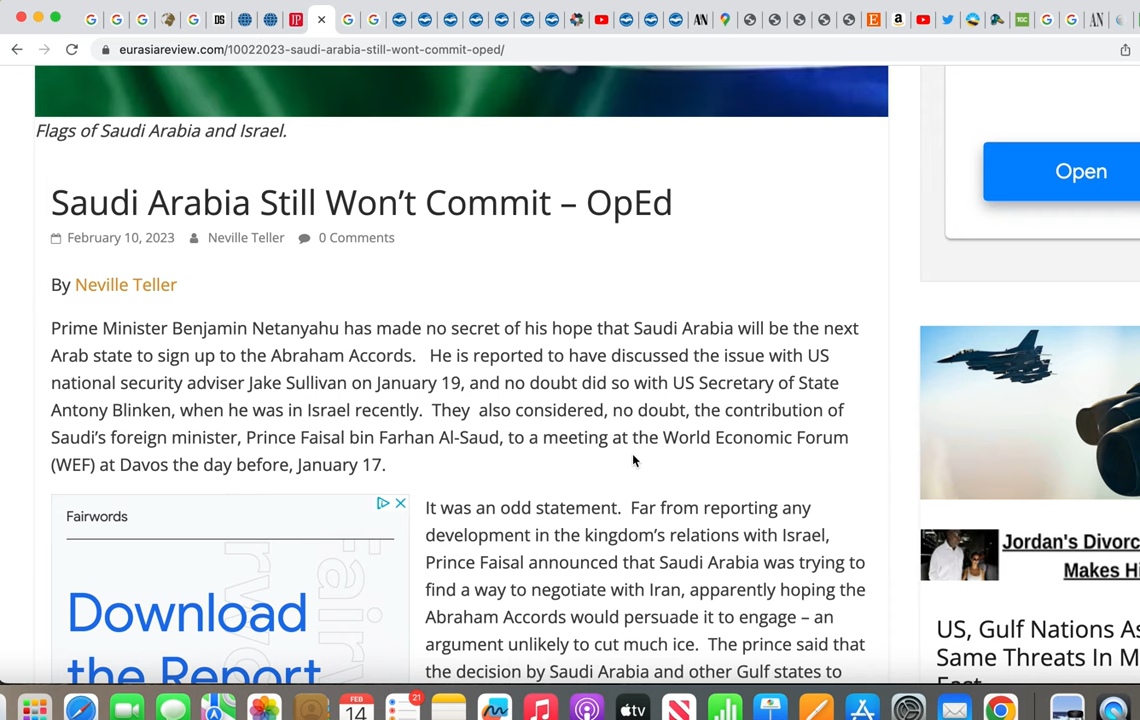 eurasiareview.com/10022023-saudi-arabia-still-wont-commit-oped/
Flags of Saudi Arabia and Israel.
Saudi Arabia Still Won’t Commit – OpEd
February 10, 2023 Neville Teller 0 Comments
By Neville Teller
Prime Minister Benjamin Netanyahu has made no secret of his hope that Saudi Arabia will be the next
Arab state to sign up to the Abraham Accords. He is reported to have discussed the issue with US
national security adviser Jake Sullivan on January 19, and no doubt did so with US Secretary of State
Antony Blinken, when he was in Israel recently. They also considered, no doubt, the contribution of
Saudi’s foreign minister, Prince Faisal bin Farhan Al-Saud, to a meeting at the World Economic Forum
(WEF) at Davos the day before, January 17.
Fairwords
Download
the Report
It was an odd statement. Far from reporting any
development in the kingdom’s relations with Israel,
Prince Faisal announced that Saudi Arabia was trying to
find a way to negotiate with Iran, apparently hoping the
Abraham Accords would persuade it to engage – an
argument unlikely to cut much ice. The prince said that
the decision by Saudi Arabia and other Gulf states to
Open
Jordan's Divorc
Makes Hi
US, Gulf Nations As
Same Threats In M
East
FEB
14
21
tv